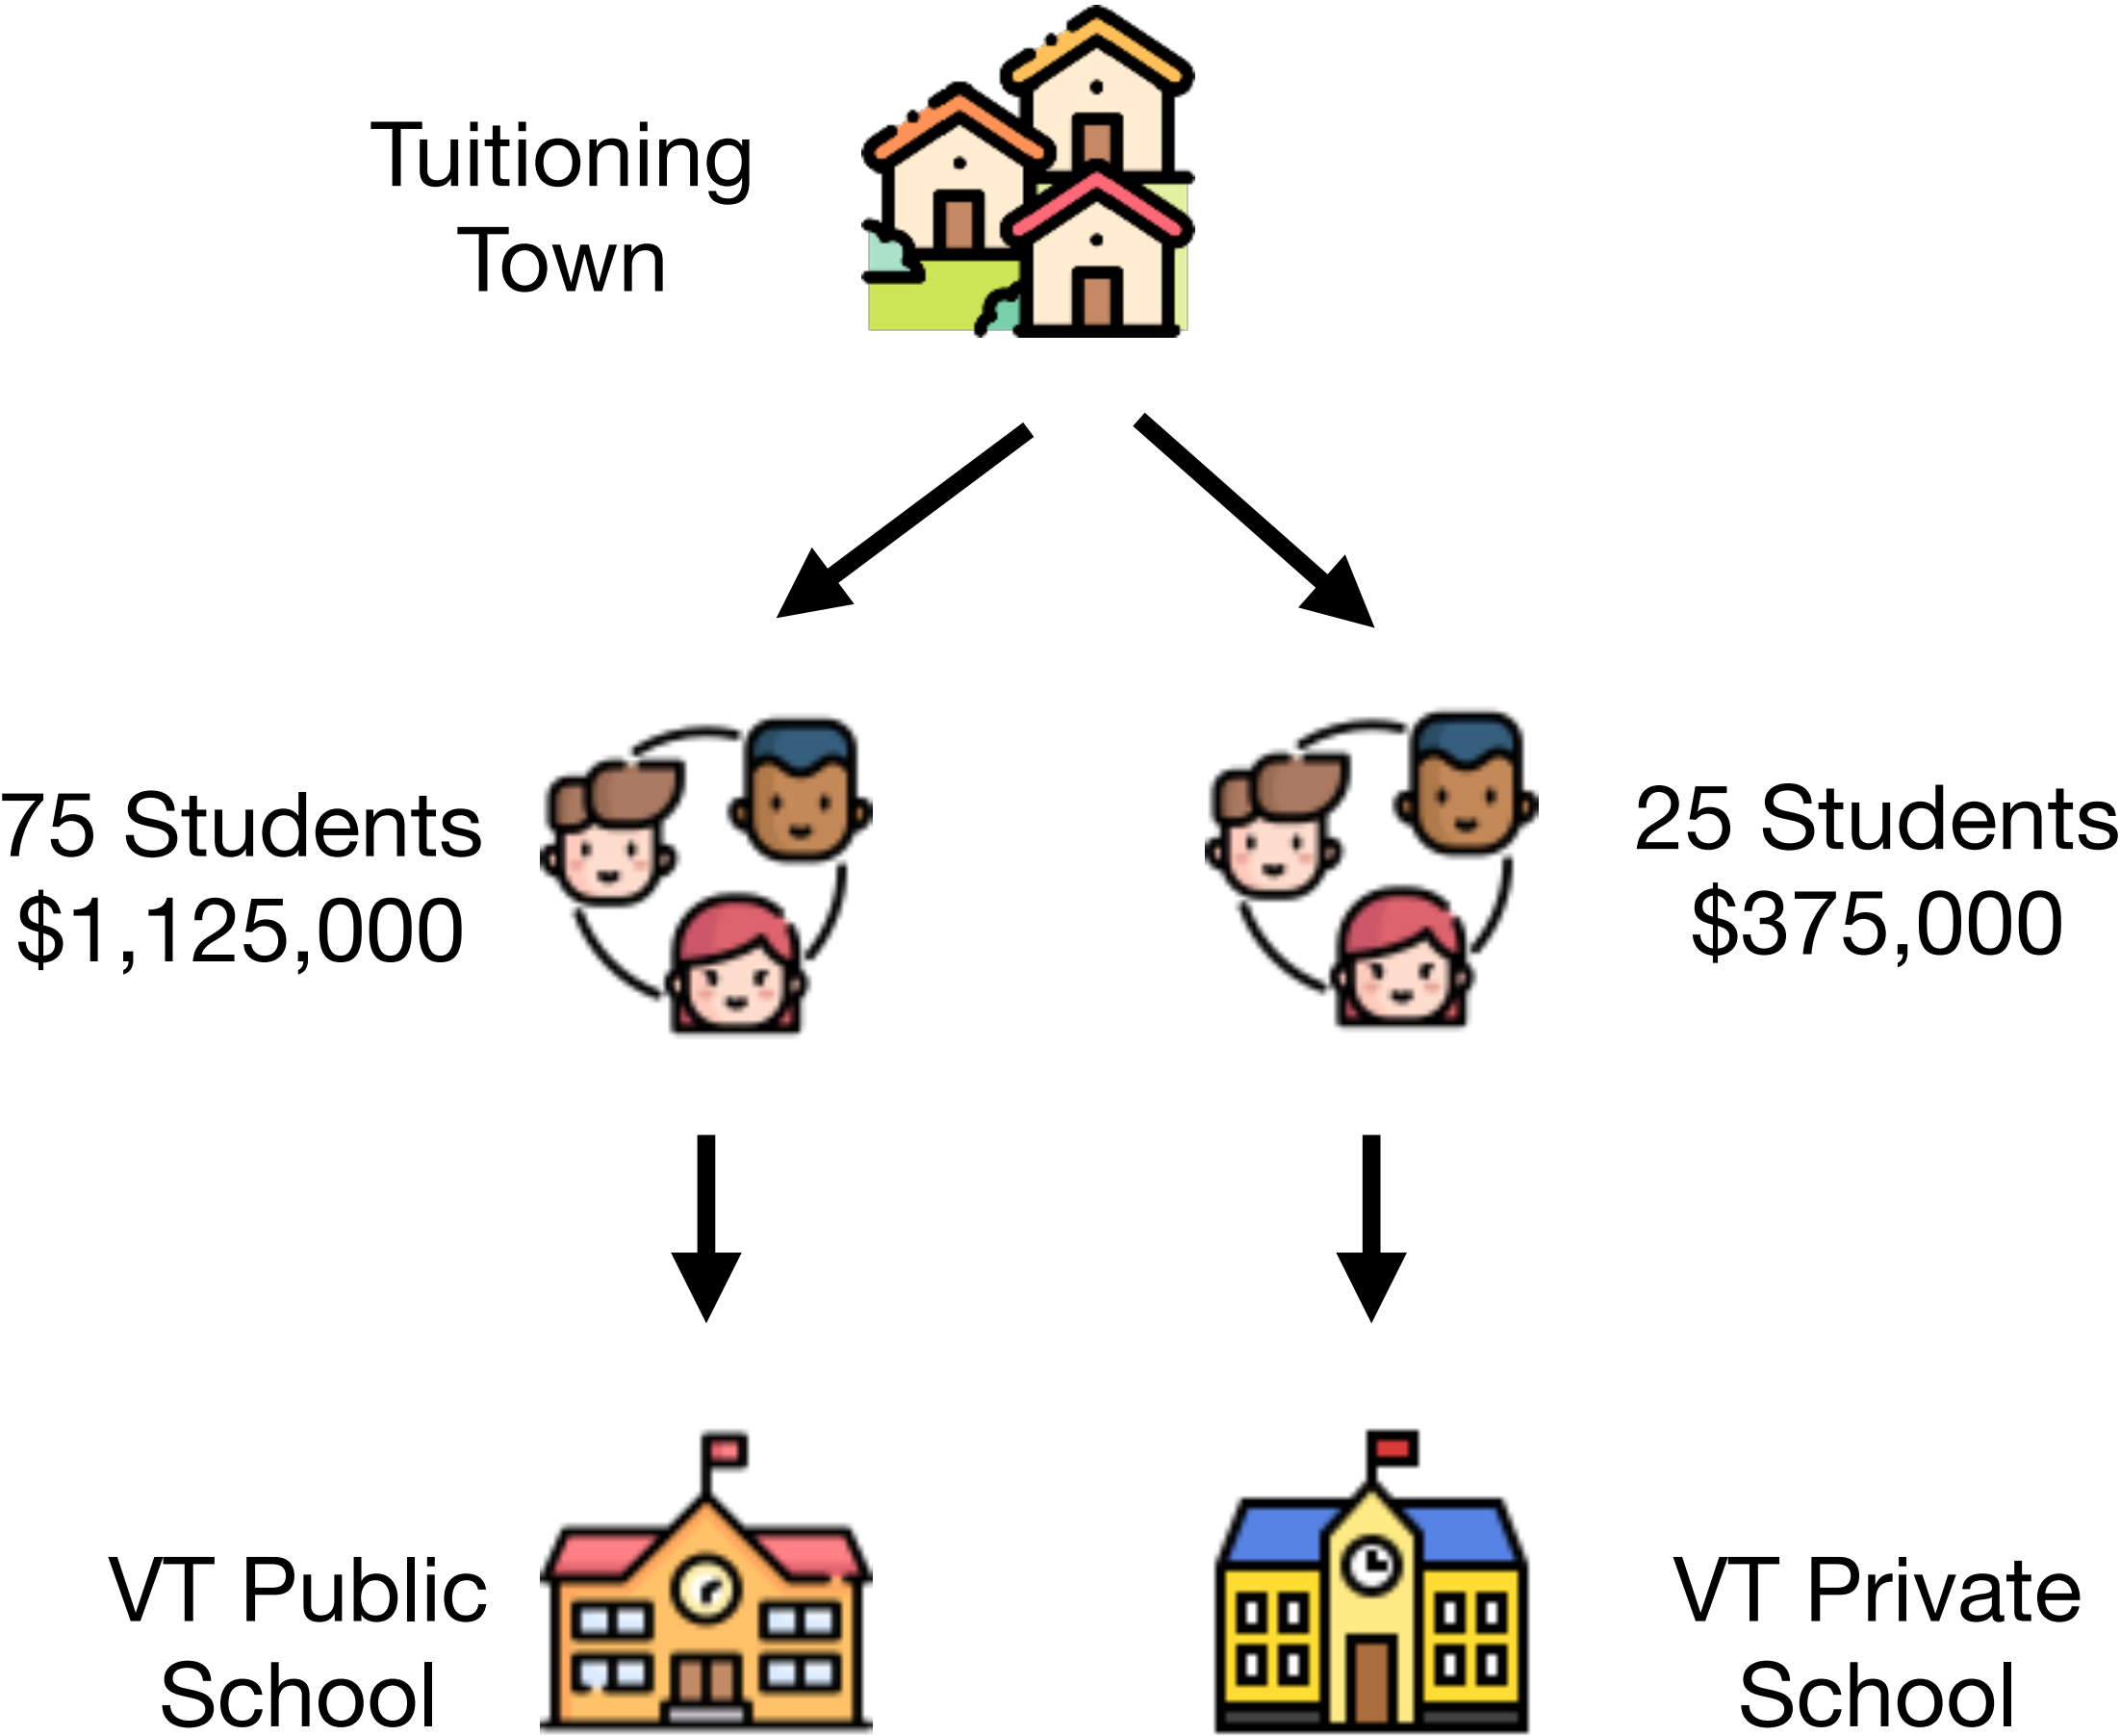 Tuitioning
Town
75 Students
$1,125,000
25 Students
$375,000
VT Public
School
VT Private
School